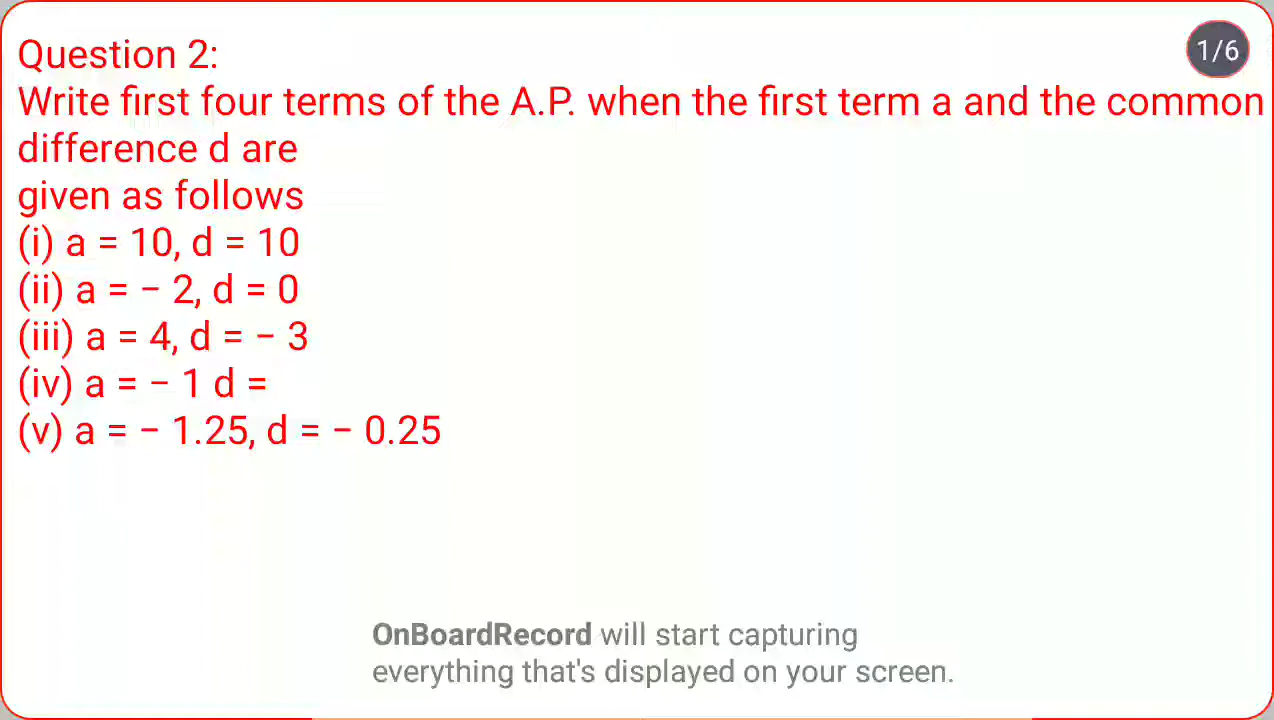 Question 2:
1/6
Write first four terms of the A.P. when the first term a and the common
difference d are
given as follows
(i) a = 10, d = 10
(ii) a = − 2, d = 0
(iii) a = 4, d = − 3
(iv) a = − 1 d =
(v) a = − 1.25, d = − 0.25
OnBoardRecord will start capturing
everything that's displayed on your screen.